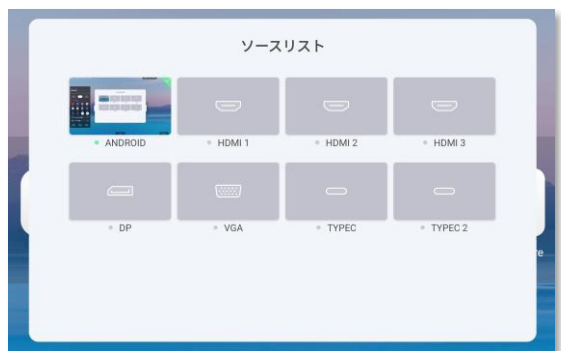 ソースリスト
ANDROID
HDMI 1
HDMI 2
HDMI 3
DP
VGA
TYPEC
TYPEC 2